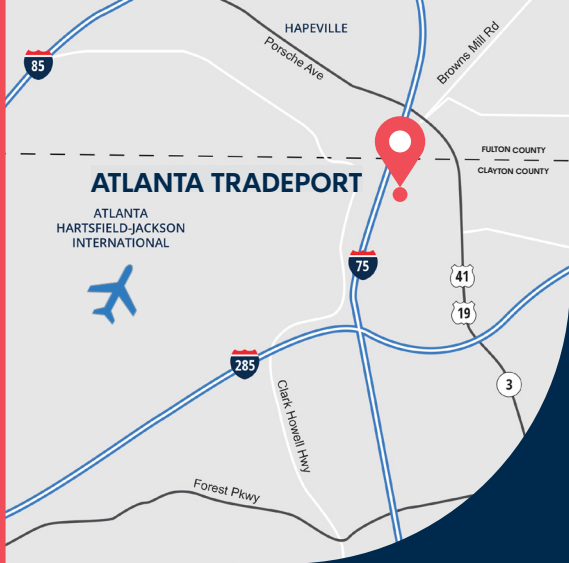 HAPEVILLE
Porsche Ave
Browns Mill Rd
85
FULTON COUNTY
CLAYTON COUNTY
ATLANTA TRADEPORT
ATLANTA
HARTSFIELD-JACKSON
INTERNATIONAL
75
41
19
285
3
Clark Howell Hwy
Forest Pkwy